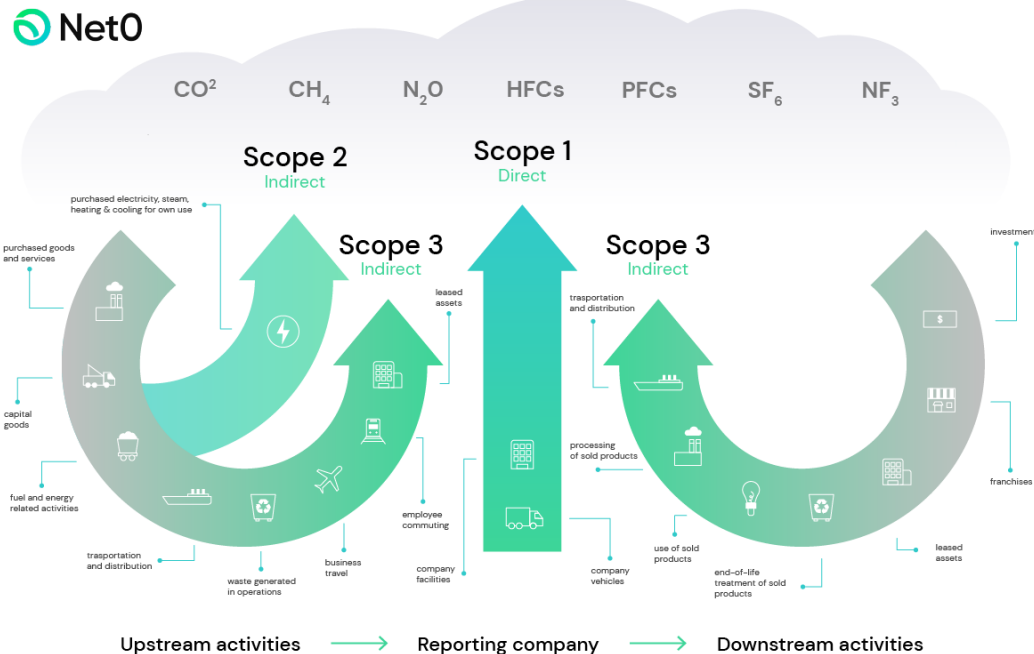 Net0
CO²
CH₄
N₂0
HFCs
PFCs
SF₆
NF₃
Scope 2
Indirect
Scope 1
Direct
Scope 3
Indirect
Scope 3
Indirect
purchased electricity, steam,
heating & cooling for own use
purchased goods
and services
capital
goods
fuel and energy
related activities
trasportation
and distribution
waste generated
in operations
business
travel
employee
commuting
leased
assets
company
facilities
company
vehicles
trasportation
and distribution
processing
of sold products
use of sold
products
end-of-life
treatment of sold
products
leased
assets
franchises
investment
$
Upstream activities
Reporting company
Downstream activities